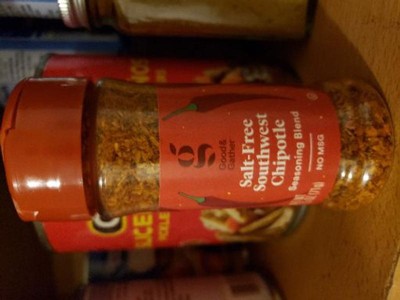 g
Good&
Gather
Salt-Free
Southwest
Chipotle
Seasoning Blend
NO MSG